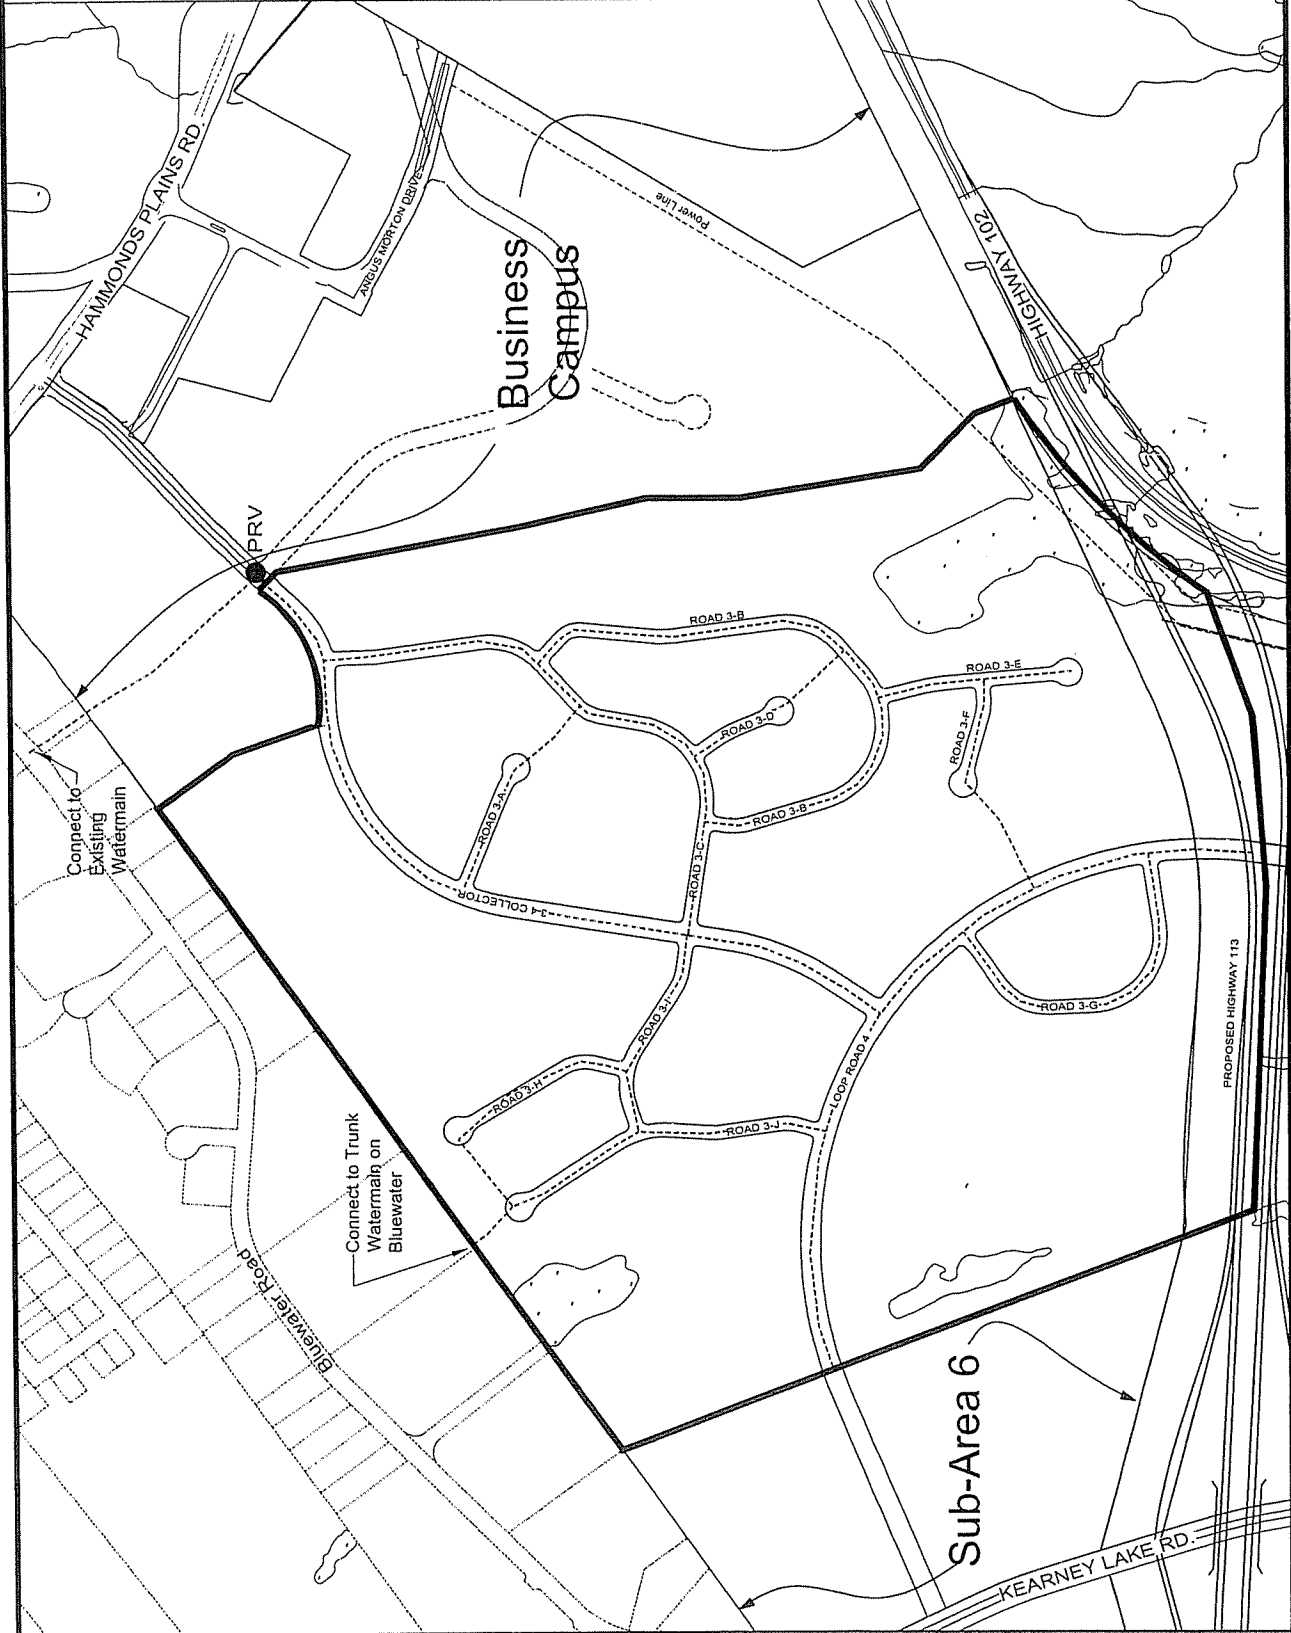 HAMMONDS PLAINS RD.
ANGUS MORTON DRIVE
Power Line
HIGHWAY 102
Business
Campus
PRV
Connect to
Existing
Watermain
ROAD 3-B
ROAD 3-E
ROAD 3-D
ROAD 3-F
ROAD 3-A
ROAD 3-B
ROAD 3-C
3-4 COLLECTOR
ROAD 3-I
ROAD 3-G
PROPOSED HIGHWAY 113
LOOP ROAD 4
ROAD 3-H
ROAD 3-J
Connect to Trunk
Watermain on
Bluewater
Bluewater Road
Sub-Area 6
KEARNEY LAKE RD.